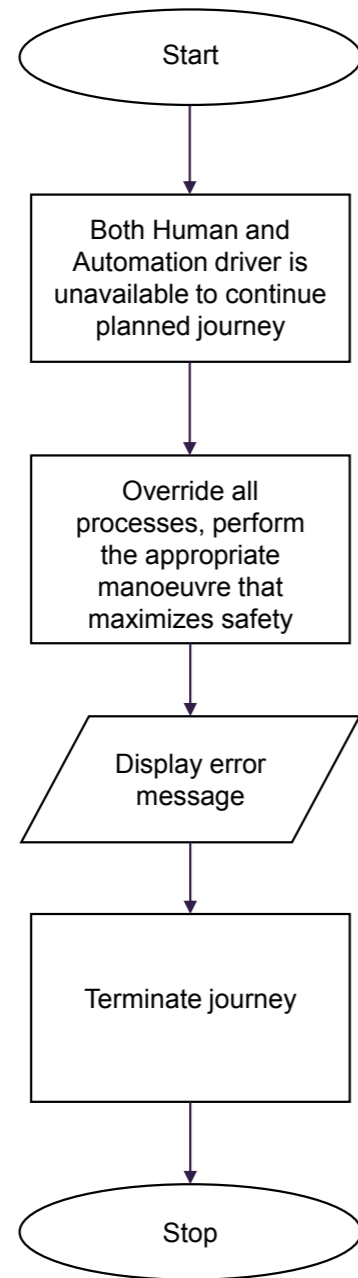 Start
Both Human and
Automation driver is
unavailable to continue
planned journey
Override all
processes, perform
the appropriate
manoeuvre that
maximizes safety
Display error
message
Terminate journey
Stop